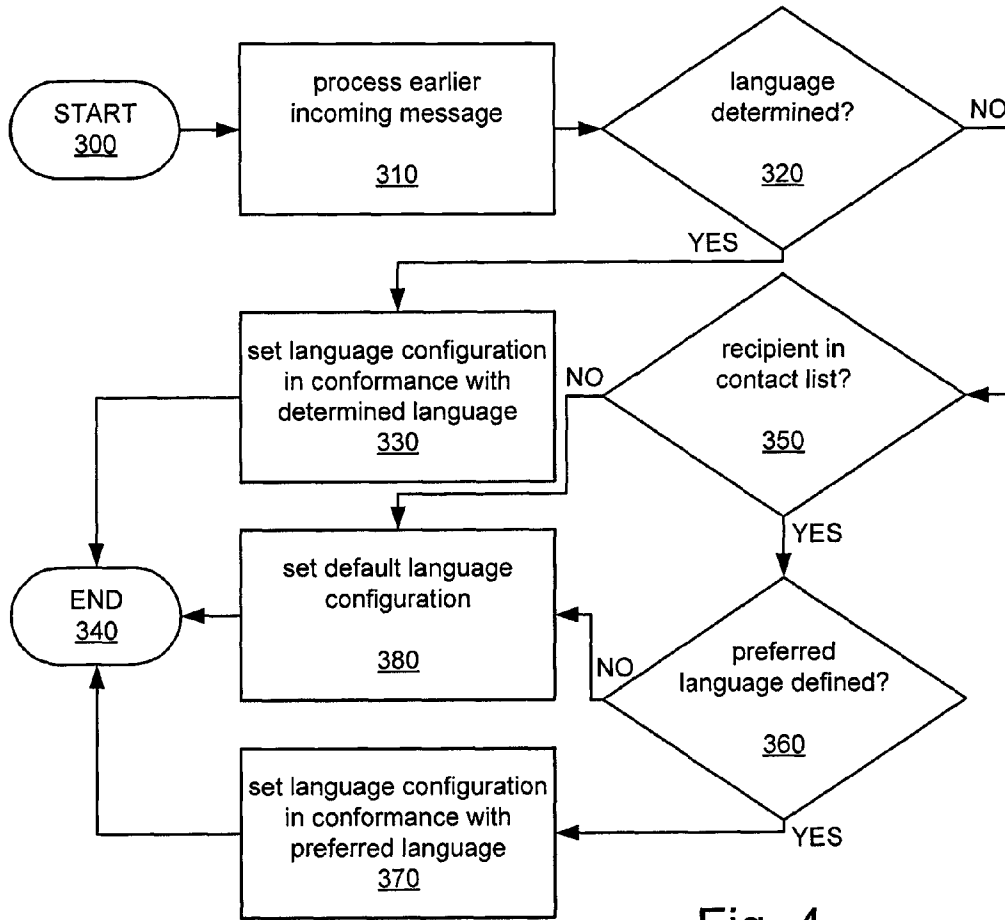 START
300
process earlier
incoming message
310
language
determined?
320
NO
YES
set language configuration
in conformance with
determined language
330
NO
recipient in
contact list?
350
YES
END
340
set default language
configuration
380
NO
preferred
language defined?
360
YES
set language configuration
in conformance with
preferred language
370
Fig. 4